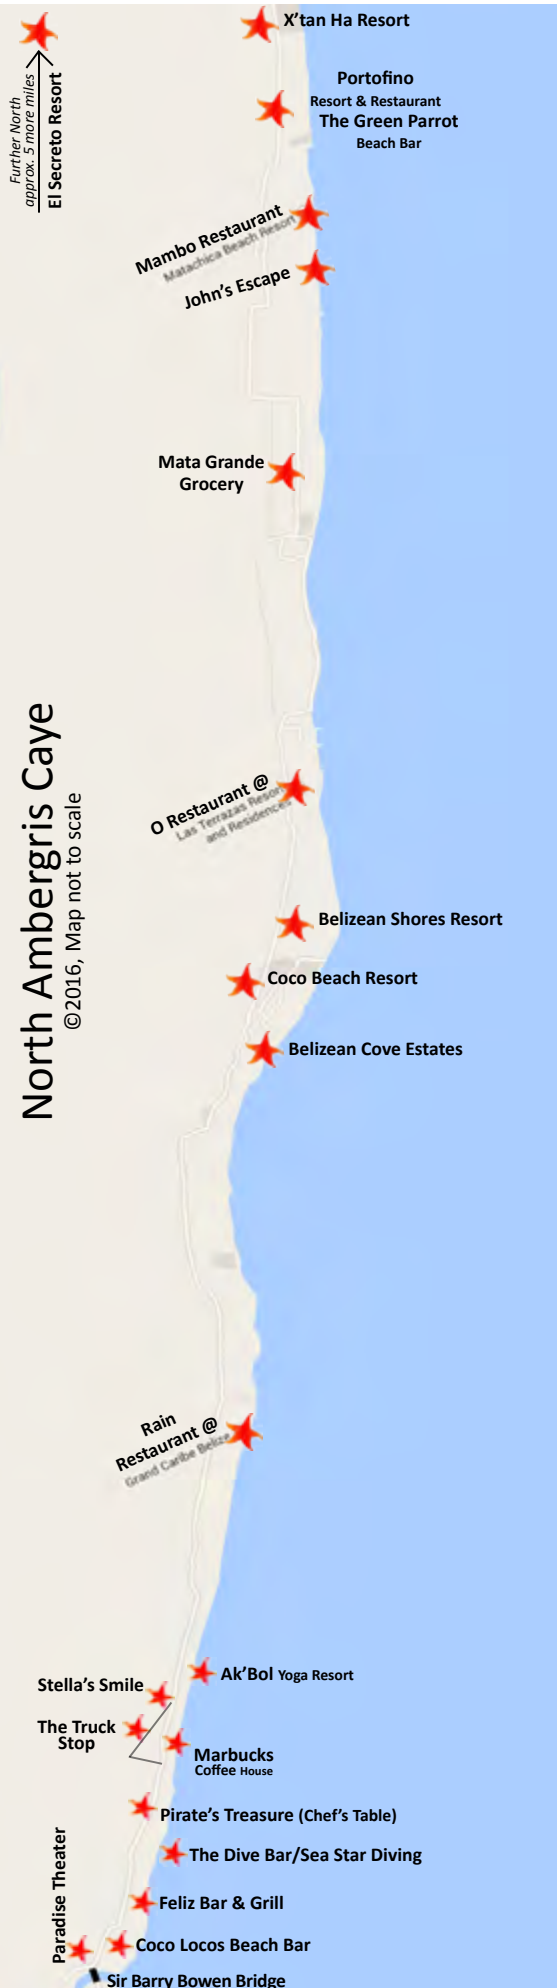 X'tan Ha Resort
Further North
approx. 5 more miles
El Secreto Resort
Portofino
Resort & Restaurant
The Green Parrot
Beach Bar
Mambo Restaurant
Matachica Beach Resort
John's Escape
Mata Grande
Grocery
North Ambergris Caye
©2016, Map not to scale
O Restaurant @
Las Terrazas Resort
and Residences
Belizean Shores Resort
Coco Beach Resort
Belizean Cove Estates
Rain
Restaurant @
Grand Caribe Belize
Ak'Bol Yoga Resort
Stella's Smile
The Truck
Stop
Marbucks
Coffee House
Pirate's Treasure (Chef's Table)
The Dive Bar/Sea Star Diving
Feliz Bar & Grill
Paradise Theater
Coco Locos Beach Bar
Sir Barry Bowen Bridge